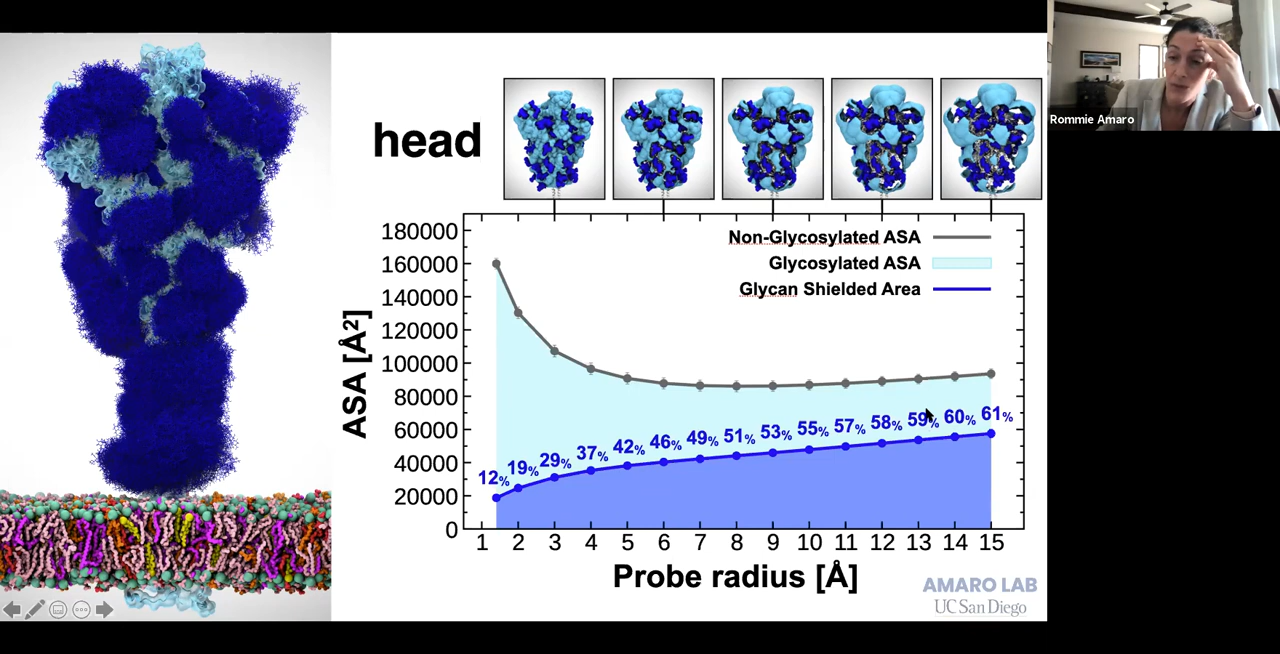 Rommie Amaro
head
Non-Glycosylated ASA
Glycosylated ASA
Glycan Shielded Area
180000
160000
140000
120000
100000
80000
60000
40000
20000
0
ASA [Å²]
12%
19%
29%
37%
42%
46%
49%
51%
53%
55%
57%
58%
59%
60%
61%
1 2 3 4 5 6 7 8 9 10 11 12 13 14 15
Probe radius [Å]
AMARO LAB
UC San Diego